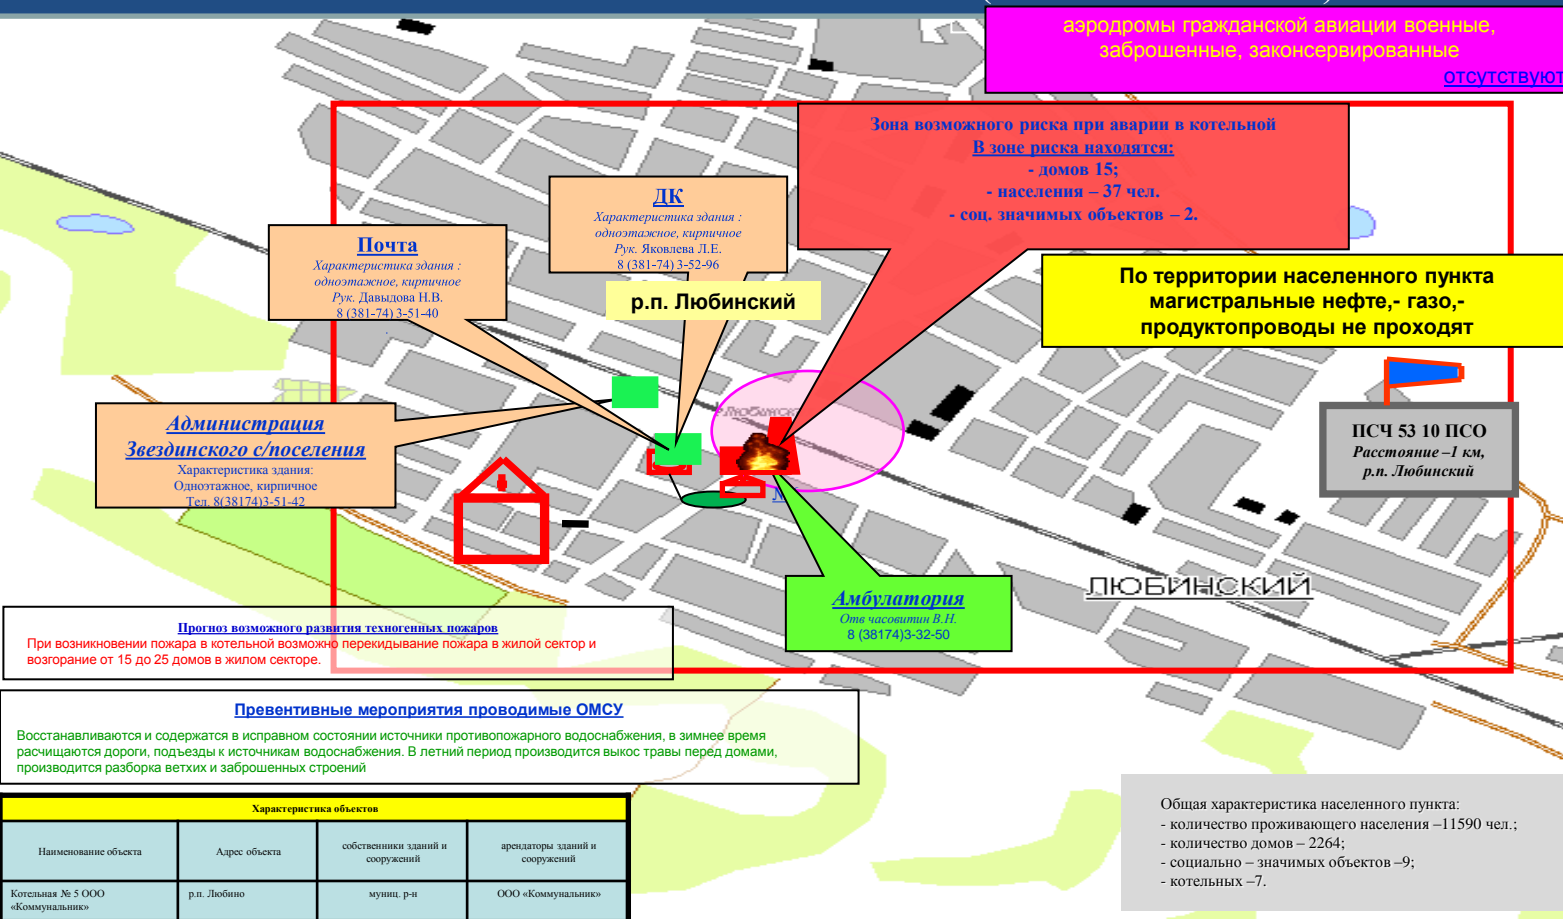 аэродромы гражданской авиации военные,
заброшенные, законсервированные
отсутствуют
Зона возможного риска при аварии в котельной
В зоне риска находятся:
- домов 15;
- населения – 37 чел.
- соц. значимых объектов – 2.
ДК
Характеристика здания :
одноэтажное, кирпичное
Рук. Яковлева Л.Е.
8 (381-74) 3-52-96
Почта
Характеристика здания :
одноэтажное, кирпичное
Рук. Давыдова Н.В.
8 (381-74) 3-51-40
.
р.п. Любинский
По территории населенного пункта
магистральные нефте,- газо,-
продуктопроводы не проходят
Администрация
Звездинского с/поселения
Характеристика здания:
Одноэтажное, кирпичное
Тел. 8(38174)3-51-42
ПСЧ 53 10 ПСО
Расстояние –1 км,
р.п. Любинский
ЛЮБИНСКИЙ
Амбулатория
Отв часовитин В.Н.
8 (38174)3-32-50
Прогноз возможного развития техногенных пожаров
При возникновении пожара в котельной возможно перекидывание пожара в жилой сектор и
возгорание от 15 до 25 домов в жилом секторе.
Превентивные мероприятия проводимые ОМСУ
Восстанавливаются и содержатся в исправном состоянии источники противопожарного водоснабжения, в зимнее время
расчищаются дороги, подъезды к источникам водоснабжения. В летний период производится выкос травы перед домами,
производится разборка ветхих и заброшенных строений
Характеристика объектов
Наименование объекта
Адрес объекта
собственники зданий и
сооружений
арендаторы зданий и
сооружений
Котельная № 5 ООО
«Коммунальник»
р.п. Любино
муниц. р-н
ООО «Коммунальник»
Общая характеристика населенного пункта:
- количество проживающего населения –11590 чел.;
- количество домов – 2264;
- социально – значимых объектов –9;
- котельных –7.